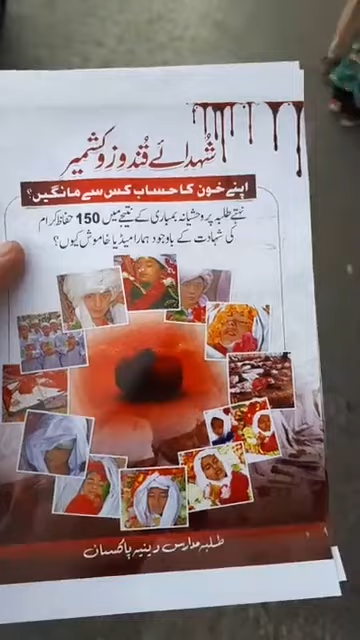 شہدائے قُندوز و کشمیر
اپنے خون کا حساب کس سے مانگیں؟
نہتے طلبہ پر وحشیانہ بمباری کے نتیجے میں 150 حفاظ کرام
کی شہادت کے باوجود ہمارا میڈیا خاموش کیوں؟
طلبہ مدارس دینیہ پاکستان